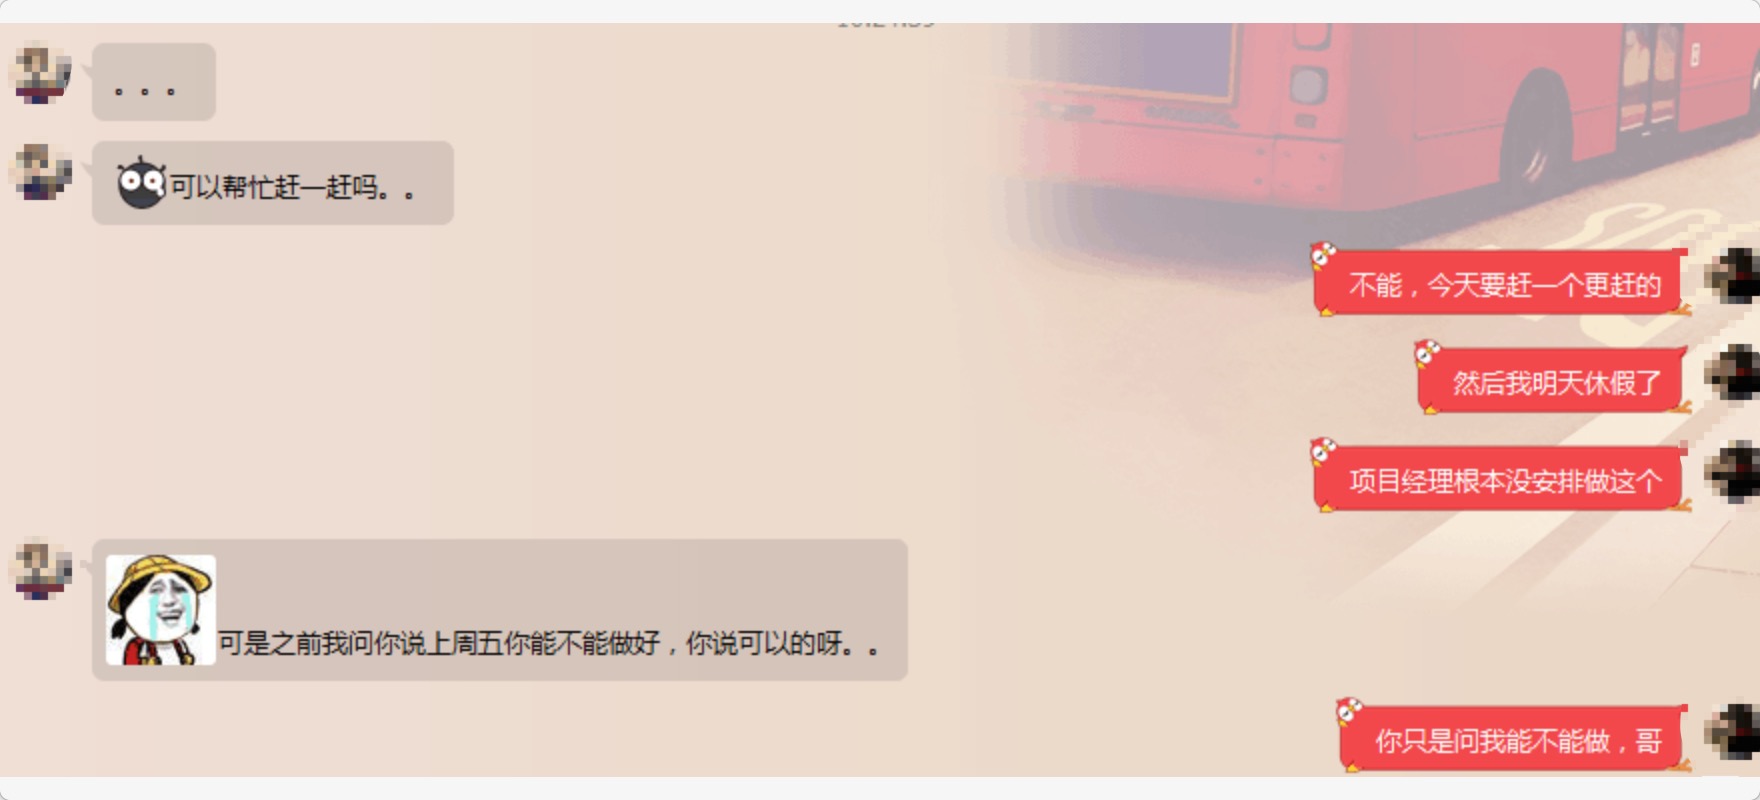 。。。
可以帮忙赶一赶吗。。
不能，今天要赶一个更赶的
然后我明天休假了
项目经理根本没安排做这个
可是之前我问你说上周五你能不能做好，你说可以的呀。。
你只是问我能不能做，哥